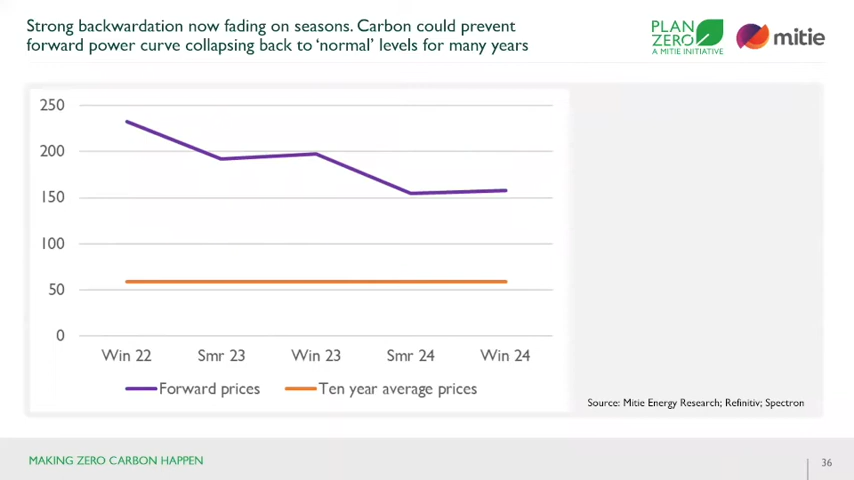 Strong backwardation now fading on seasons. Carbon could prevent
forward power curve collapsing back to ‘normal’ levels for many years
PLAN
ZERO
A MITIE INITIATIVE
mitie
250
200
150
100
50
0
Win 22 Smr 23 Win 23 Smr 24 Win 24
Forward prices Ten year average prices
Source: Mitie Energy Research; Refinitiv; Spectron
MAKING ZERO CARBON HAPPEN
36